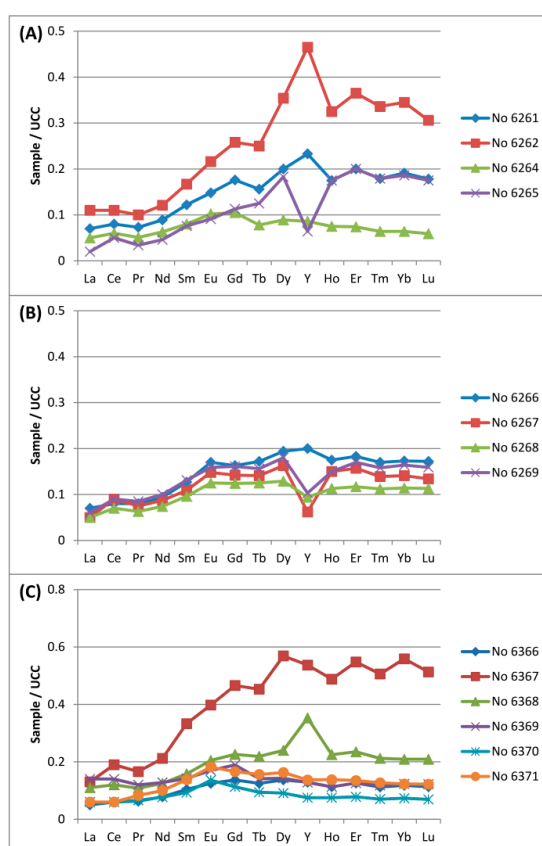 (A)
0.5
0.4
0.3
0.2
0.1
0
Sample / UCC
La Ce Pr Nd Sm Eu Gd Tb Dy Y Ho Er Tm Yb Lu
No 6261
No 6262
No 6264
No 6265
(B)
0.5
0.4
0.3
0.2
0.1
0
Sample / UCC
La Ce Pr Nd Sm Eu Gd Tb Dy Y Ho Er Tm Yb Lu
No 6266
No 6267
No 6268
No 6269
(C)
0.8
0.6
0.4
0.2
0
Sample / UCC
La Ce Pr Nd Sm Eu Gd Tb Dy Y Ho Er Tm Yb Lu
No 6366
No 6367
No 6368
No 6369
No 6370
No 6371